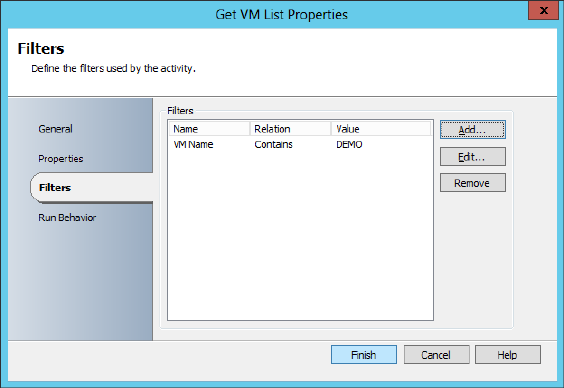 Get VM List Properties
X
Filters
Define the filters used by the activity.
General
Properties
Filters
Run Behavior
Filters
Name Relation Value
VM Name Contains DEMO
Add...
Edit...
Remove
Finish Cancel Help